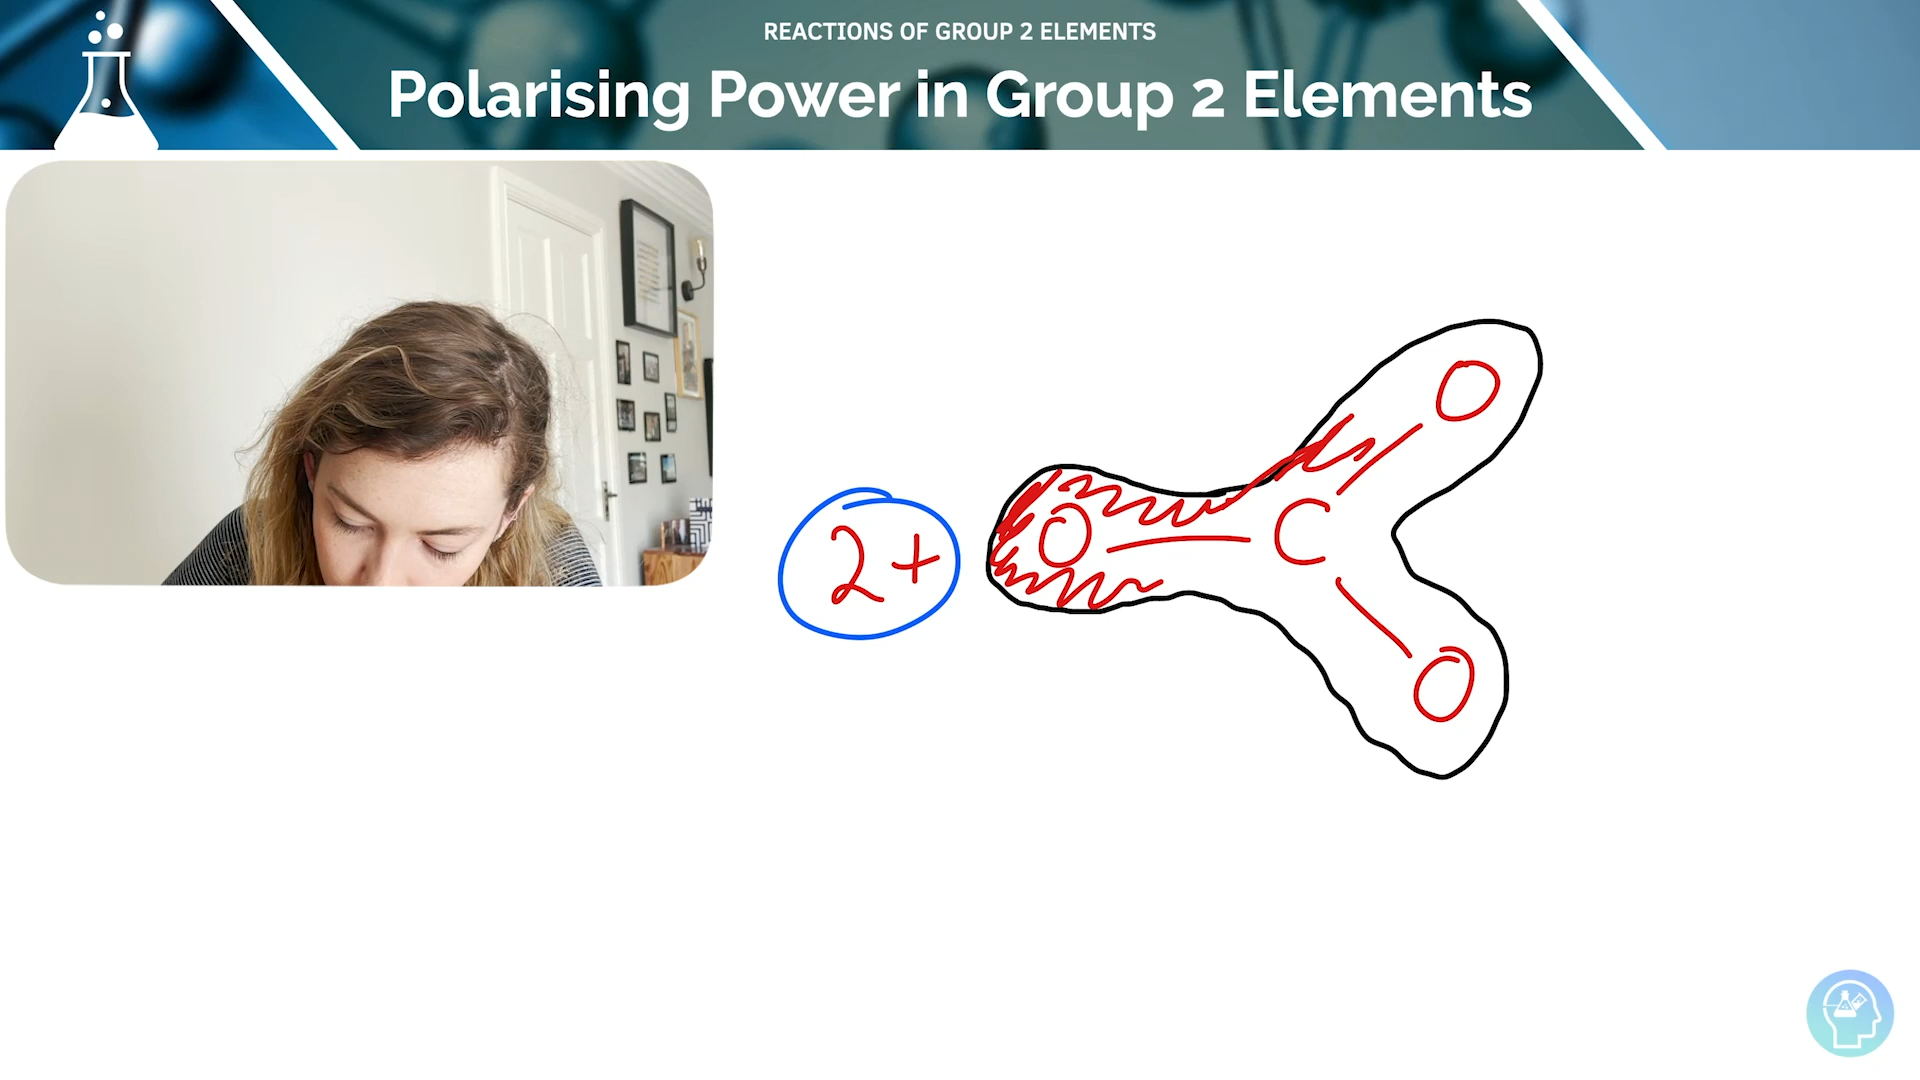 REACTIONS OF GROUP 2 ELEMENTS
Polarising Power in Group 2 Elements
O
2+
O
C
O